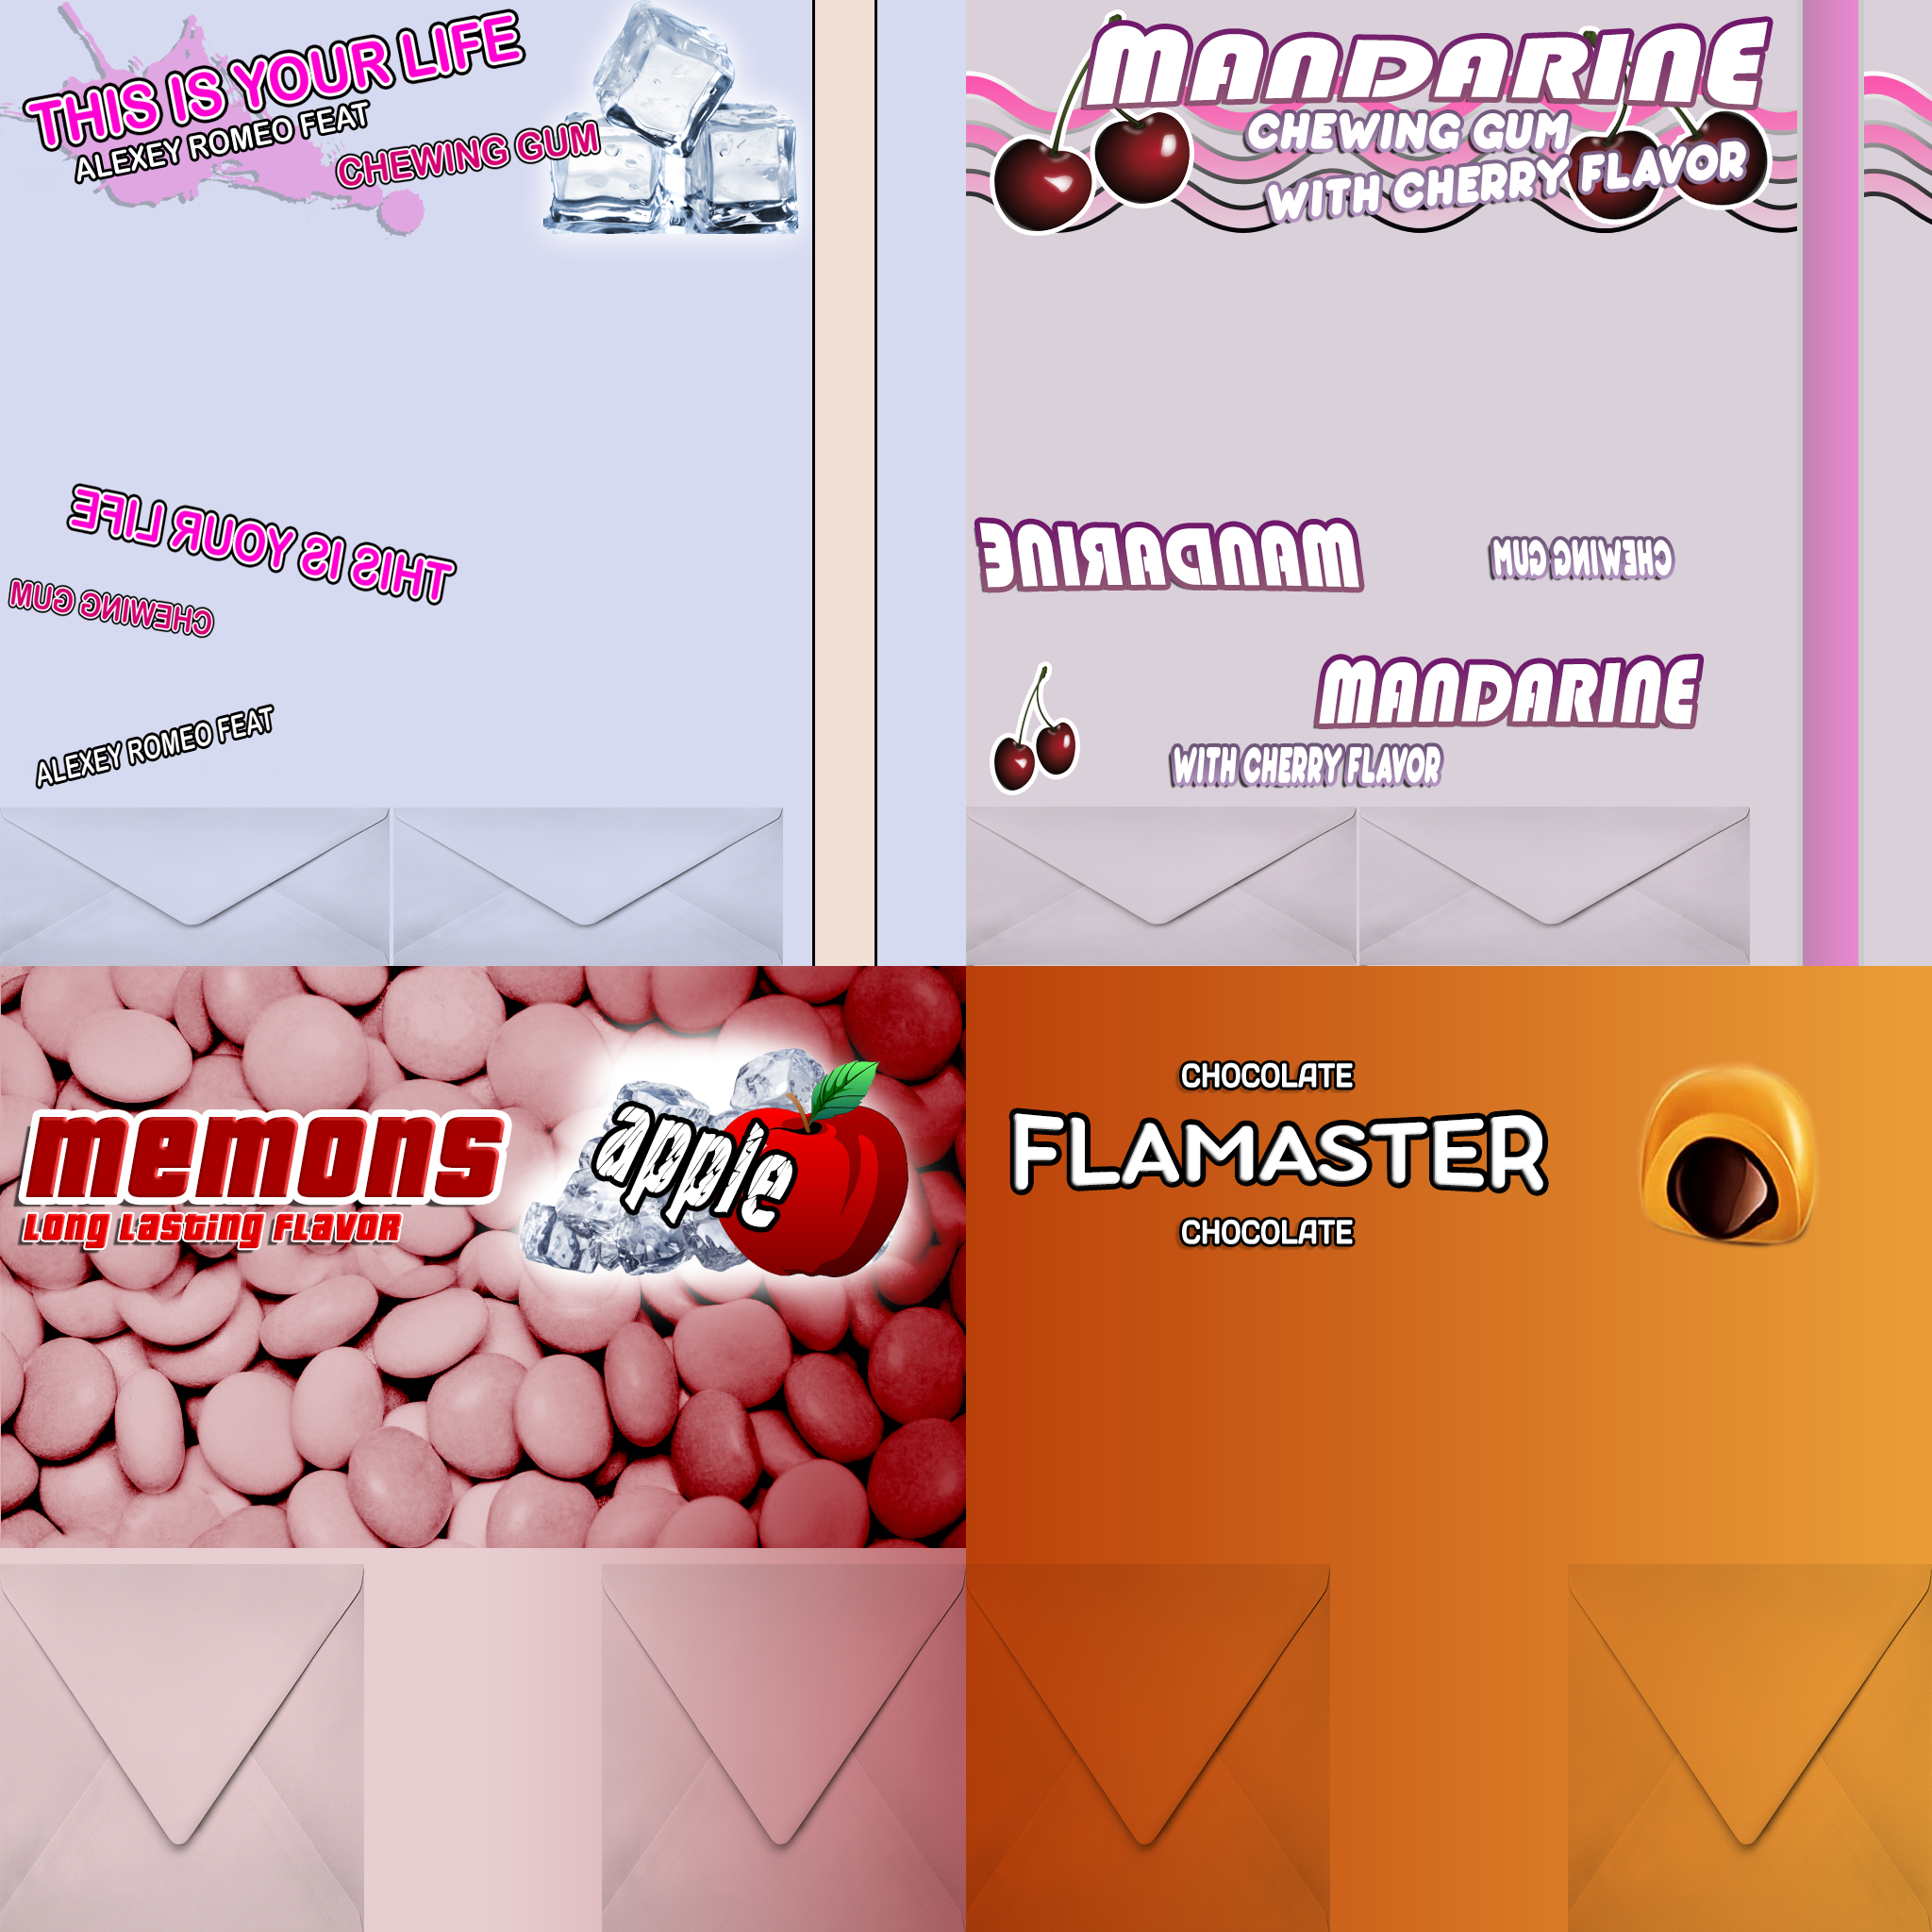 THIS IS YOUR LIFE
ALEXEY ROMEO FEAT
CHEWING GUM
THIS IS YOUR LIFE
CHEWING GUM
ALEXEY ROMEO FEAT
MANDARINE
CHEWING GUM
WITH CHERRY FLAVOR
MANDARINE
CHEWING GUM
MANDARINE
WITH CHERRY FLAVOR
memons
Long Lasting Flavor
apple
CHOCOLATE
FLAMASTER
CHOCOLATE